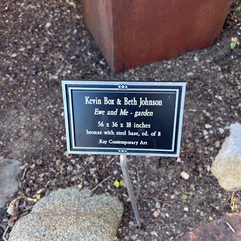 Kevin Box & Beth Johnson
Ewe and Me - garden
56 x 36 x 18 inches
bronze with steel base, ed. of 8
Kay Contemporary Art